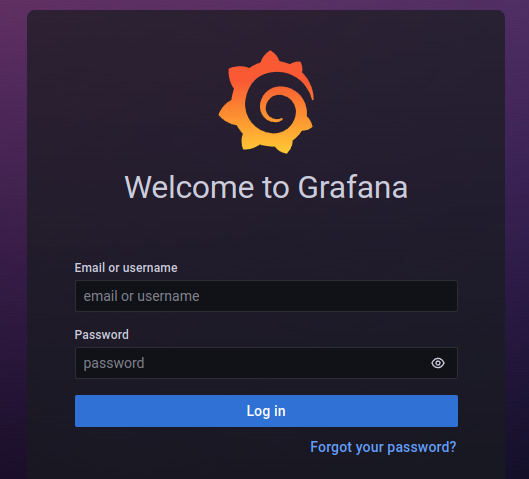 Welcome to Grafana
Email or username
email or username
Password
password
Log in
Forgot your password?